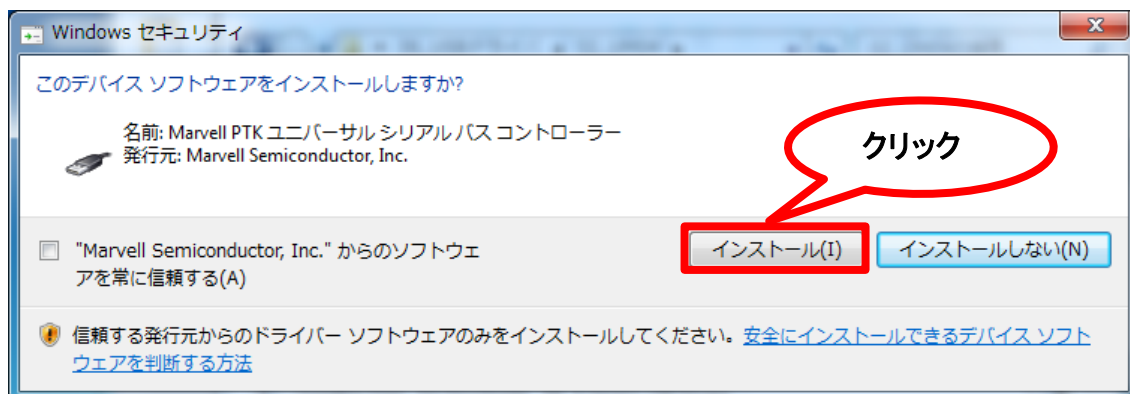 Windows セキュリティ
このデバイス ソフトウェアをインストールしますか?
名前: Marvell PTK ユニバーサル シリアル バス コントローラー
発行元: Marvell Semiconductor, Inc.
クリック
"Marvell Semiconductor, Inc." からのソフトウェ
アを常に信頼する(A)
インストール(I)
インストールしない(N)
信頼する発行元からのドライバー ソフトウェアのみをインストールしてください。安全にインストールできるデバイス ソフト
ウェアを判断する方法